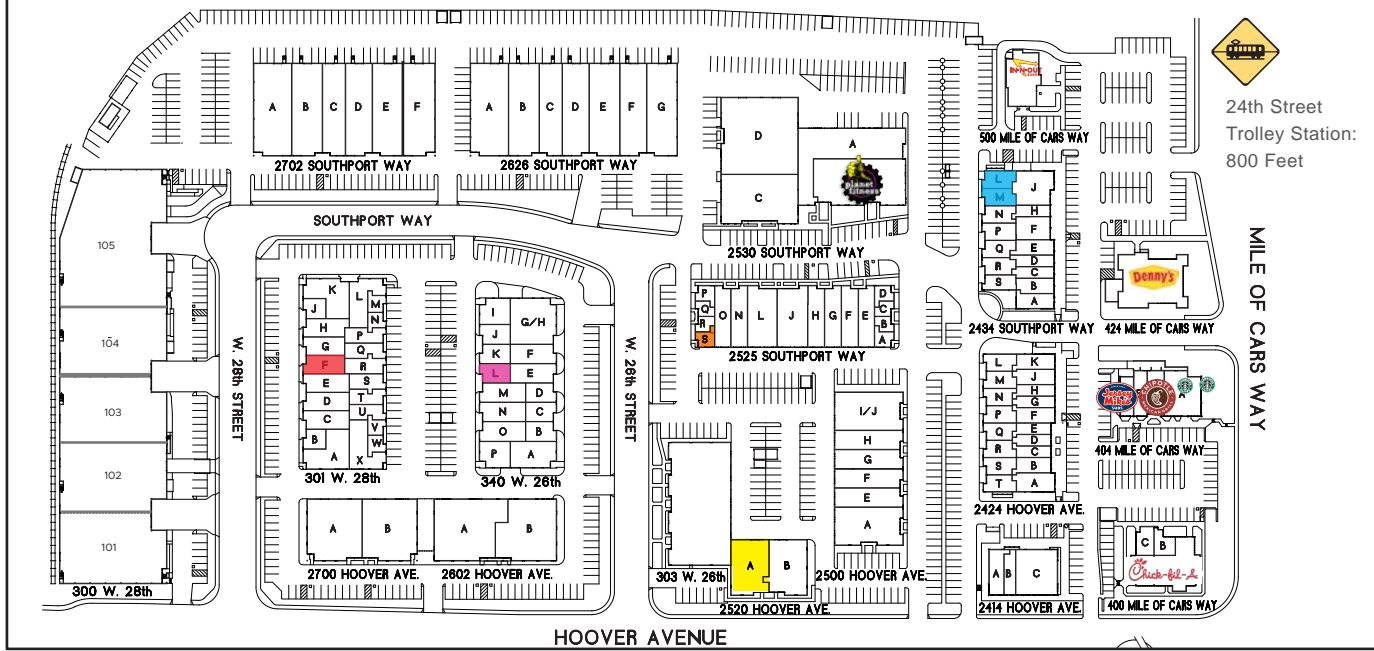 24th Street
Trolley Station:
800 Feet
IN-N-OUT
500 MILE OF CARS WAY
A B C D E F
2702 SOUTHPORT WAY
A B C D E F G
2626 SOUTHPORT WAY
D
C
A
planet fitness
2530 SOUTHPORT WAY
L
M
N
P
Q
R
S
J
H
F
E
D
C
B
A
2434 SOUTHPORT WAY
Denny's
424 MILE OF CARS WAY
MILE OF CARS WAY
SOUTHPORT WAY
105
104
103
102
101
300 W. 28th
W. 28TH STREET
K
J
H
G
F
E
D
C
B
A
L
M
N
P
Q
R
S
T
U
V
W
X
301 W. 28th
I
J
K
L
M
N
O
P
G/H
F
E
D
C
B
A
340 W. 26th
W. 26TH STREET
P
Q
R
S
O N L J H G F E
D
C
B
A
2525 SOUTHPORT WAY
I/J
H
G
F
E
A
2500 HOOVER AVE.
L
M
N
P
Q
R
S
T
K
J
H
G
F
E
D
C
B
A
2424 HOOVER AVE.
Jersey
Mike's
SUBS
CHIPOTLE
A
404 MILE OF CARS WAY
A B
2700 HOOVER AVE.
A B
2602 HOOVER AVE.
303 W. 26th
A B
2520 HOOVER AVE.
A B C
2414 HOOVER AVE.
C B
Chick-fil-A
400 MILE OF CARS WAY
HOOVER AVENUE